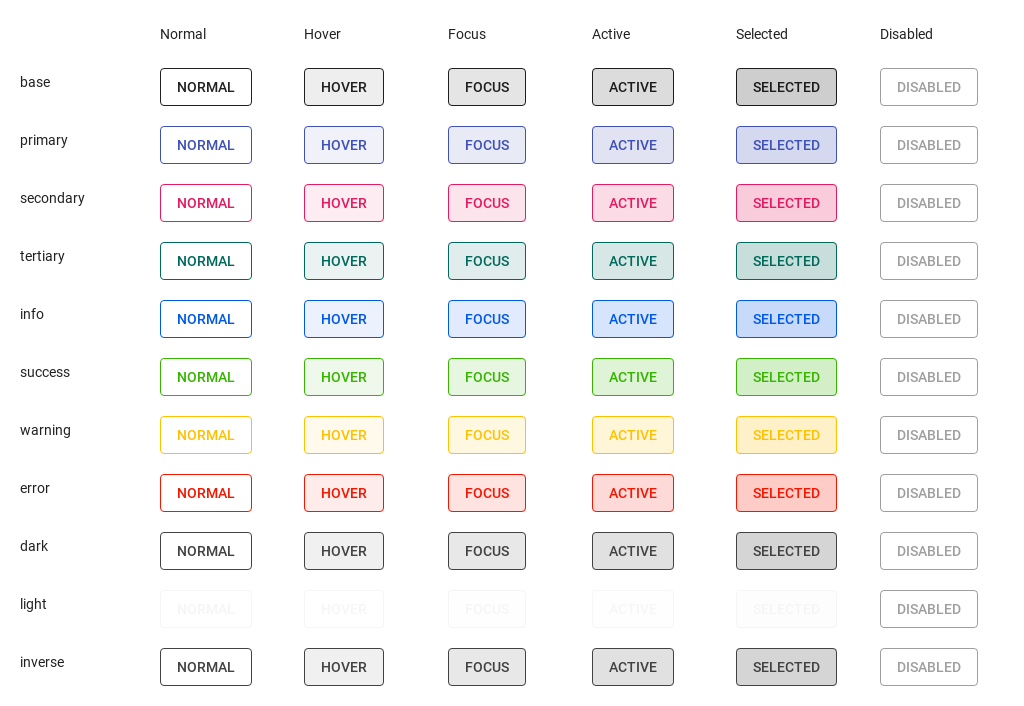 Normal Hover Focus Active Selected Disabled
base NORMAL HOVER FOCUS ACTIVE SELECTED DISABLED
primary NORMAL HOVER FOCUS ACTIVE SELECTED DISABLED
secondary NORMAL HOVER FOCUS ACTIVE SELECTED DISABLED
tertiary NORMAL HOVER FOCUS ACTIVE SELECTED DISABLED
info NORMAL HOVER FOCUS ACTIVE SELECTED DISABLED
success NORMAL HOVER FOCUS ACTIVE SELECTED DISABLED
warning NORMAL HOVER FOCUS ACTIVE SELECTED DISABLED
error NORMAL HOVER FOCUS ACTIVE SELECTED DISABLED
dark NORMAL HOVER FOCUS ACTIVE SELECTED DISABLED
light NORMAL HOVER FOCUS ACTIVE SELECTED DISABLED
inverse NORMAL HOVER FOCUS ACTIVE SELECTED DISABLED